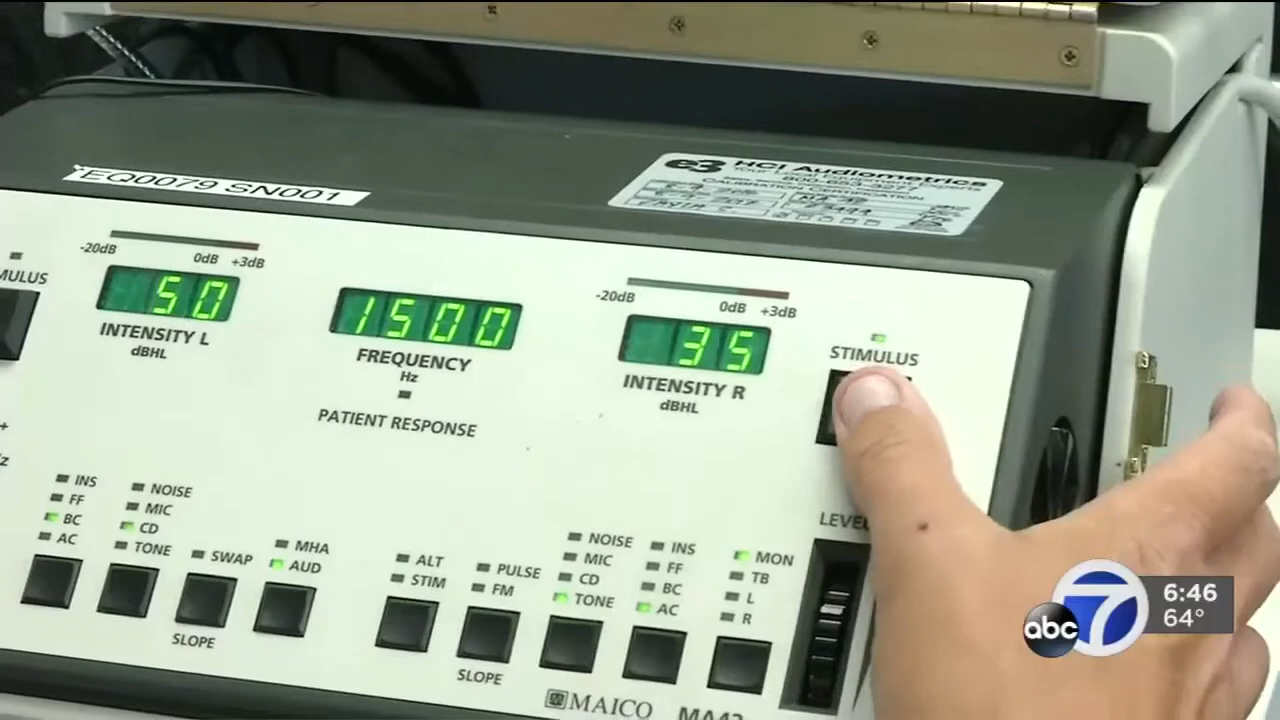 e3 HCI Audiometrics
EQ0079 SN001
-20dB 0dB +3dB
50
INTENSITY L
dBHL
1500
FREQUENCY
Hz
PATIENT RESPONSE
-20dB 0dB +3dB
35
INTENSITY R
dBHL
STIMULUS
INS
FF
BC
AC
NOISE
MIC
CD
TONE
SWAP
SLOPE
MHA
AUD
ALT
STIM
PULSE
FM
SLOPE
NOISE
MIC
CD
TONE
INS
FF
BC
AC
MON
TB
L
R
MAICO
abc 7
6:46
64°